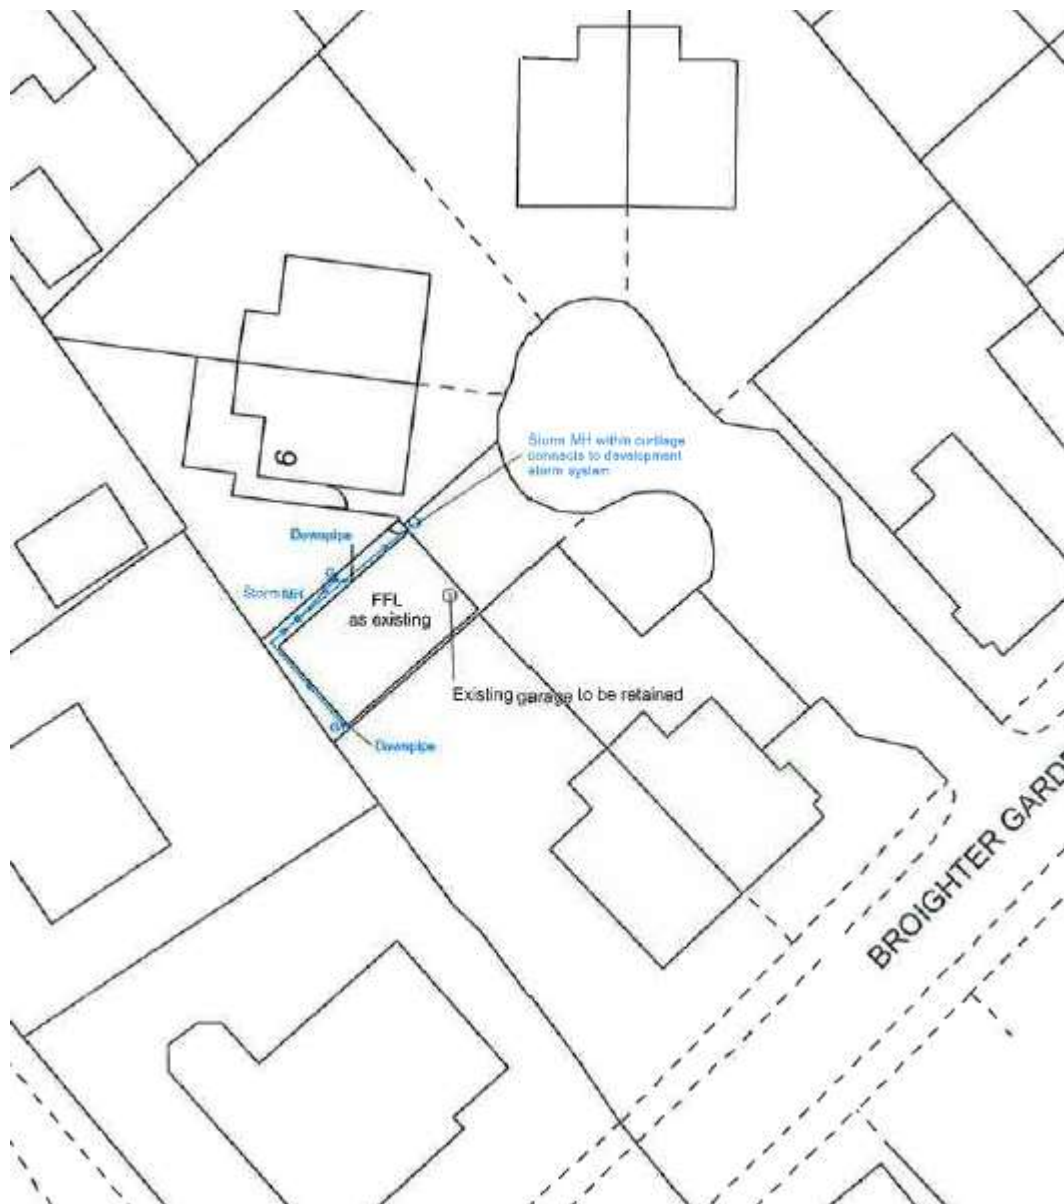 Storm MH within curtilage
connects to development
storm system
6
Downpipe
Storm MH
FFL
as existing
Existing garage to be retained
Downpipe
BROIGHTER GARDE